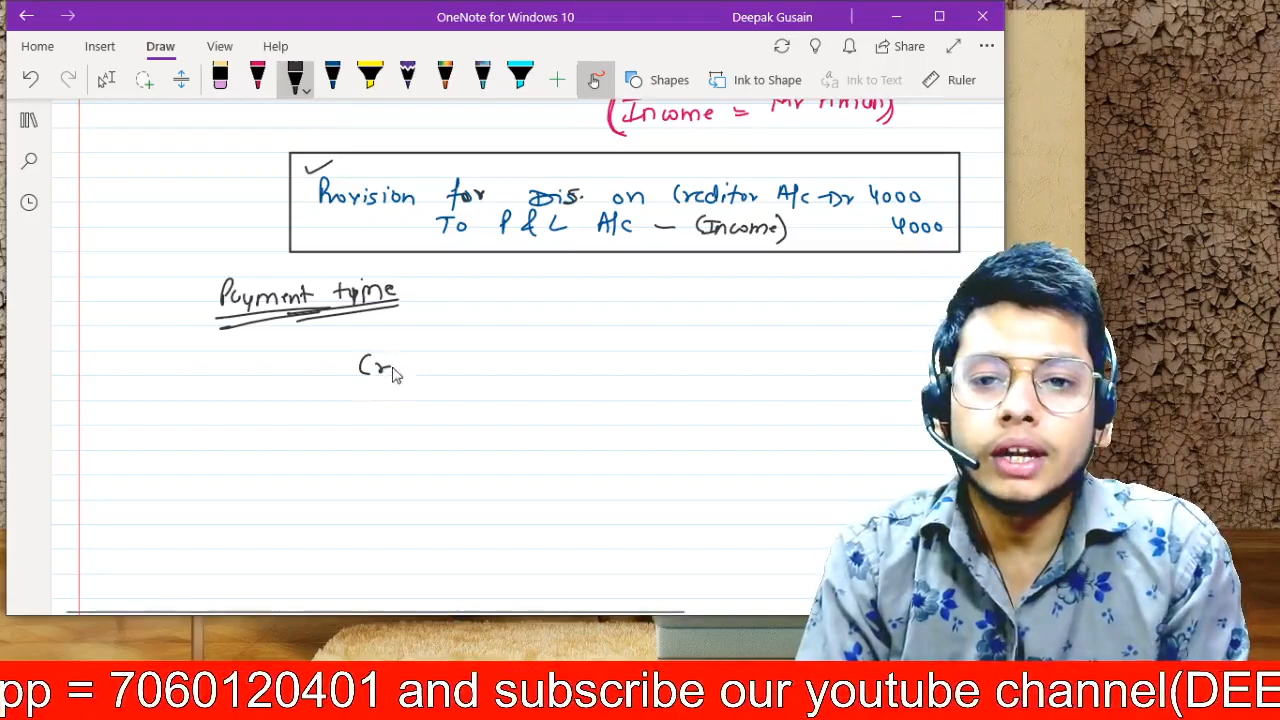 OneNote for Windows 10 Deepak Gusain
Home Insert Draw View Help Share
Shapes Ink to Shape Ink to Text Ruler
(Income = Mr
Provision for Dis. on Creditor A/c Dr 4000
To P & L A/c – (Income) 4000
Payment time
Cr
pp = 7060120401 and subscribe our youtube channel(DEE